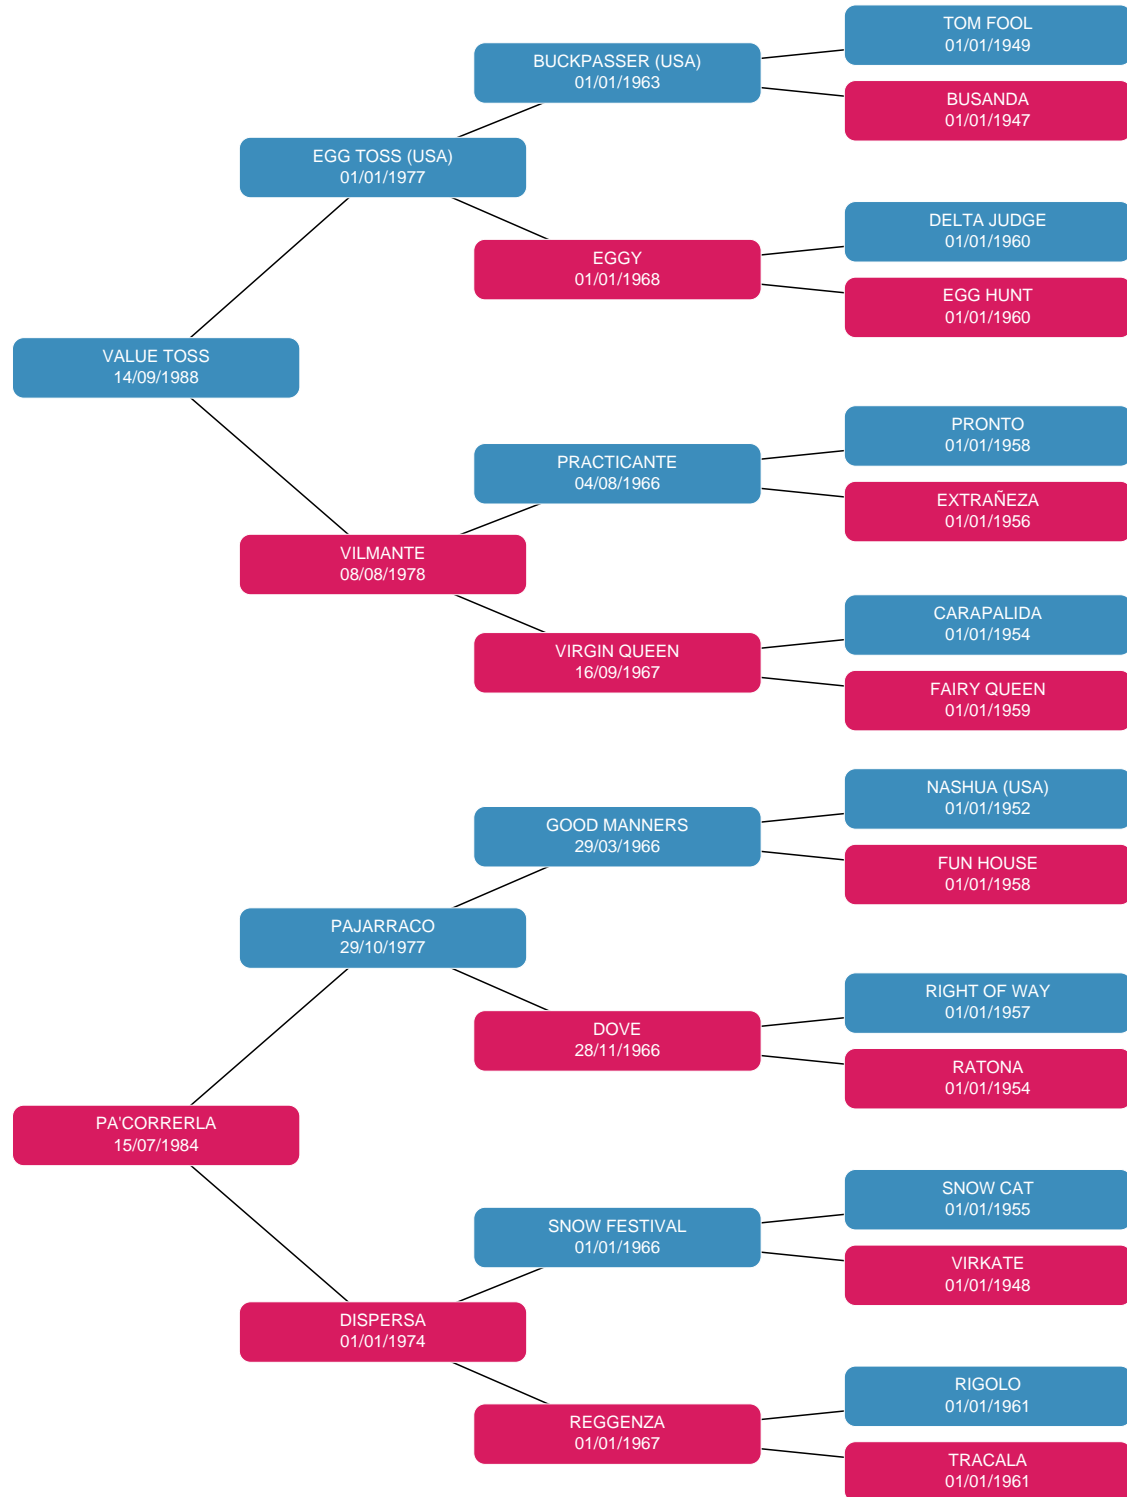 TOM FOOL
01/01/1949
BUCKPASSER (USA)
01/01/1963
BUSANDA
01/01/1947
EGG TOSS (USA)
01/01/1977
DELTA JUDGE
01/01/1960
EGGY
01/01/1968
EGG HUNT
01/01/1960
VALUE TOSS
14/09/1988
PRONTO
01/01/1958
PRACTICANTE
04/08/1966
EXTRAÑEZA
01/01/1956
VILMANTE
08/08/1978
CARAPALIDA
01/01/1954
VIRGIN QUEEN
16/09/1967
FAIRY QUEEN
01/01/1959
NASHUA (USA)
01/01/1952
GOOD MANNERS
29/03/1966
FUN HOUSE
01/01/1958
PAJARRACO
29/10/1977
RIGHT OF WAY
01/01/1957
DOVE
28/11/1966
RATONA
01/01/1954
PA'CORRERLA
15/07/1984
SNOW CAT
01/01/1955
SNOW FESTIVAL
01/01/1966
VIRKATE
01/01/1948
DISPERSA
01/01/1974
RIGOLO
01/01/1961
REGGENZA
01/01/1967
TRACALA
01/01/1961